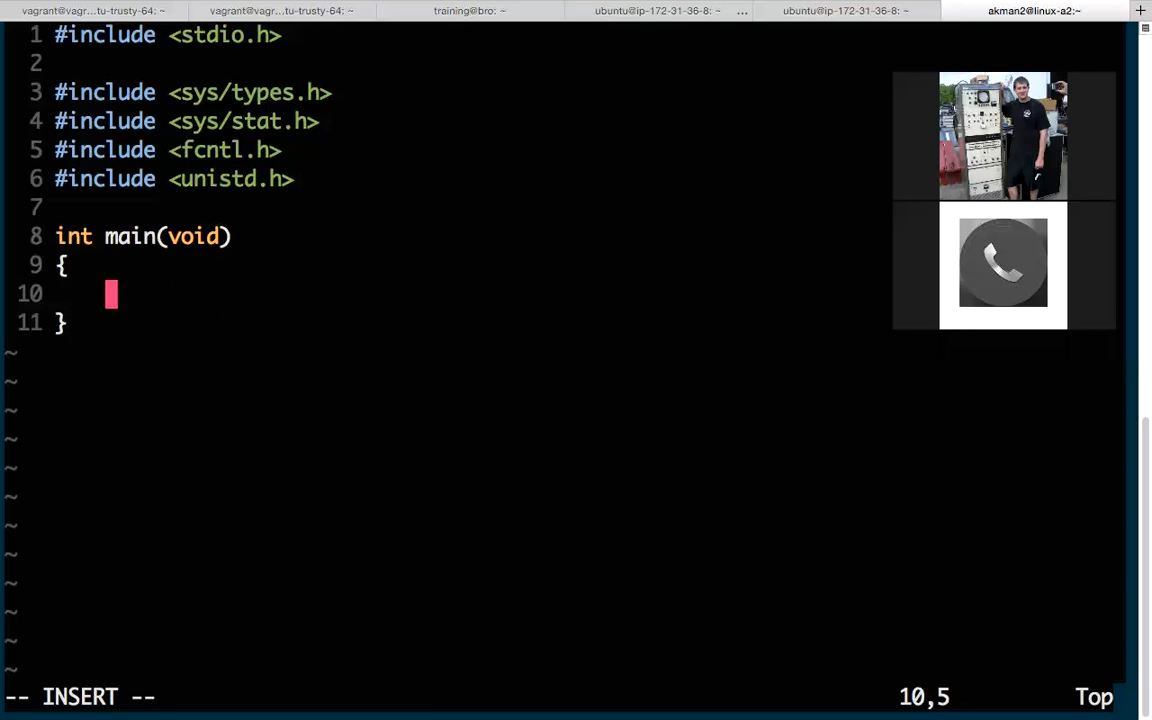 vagrant@vagr...tu-trusty-64: ~ vagrant@vagr...tu-trusty-64: ~ training@bro: ~ ubuntu@ip-172-31-36-8: ~ ... ubuntu@ip-172-31-36-8: ~ akman2@linux-a2:~ +
1 #include <stdio.h>
2
3 #include <sys/types.h>
4 #include <sys/stat.h>
5 #include <fcntl.h>
6 #include <unistd.h>
7
8 int main(void)
9 {
10
11 }
~
~
~
~
~
~
~
~
~
~
~
~
-- INSERT -- 10,5 Top